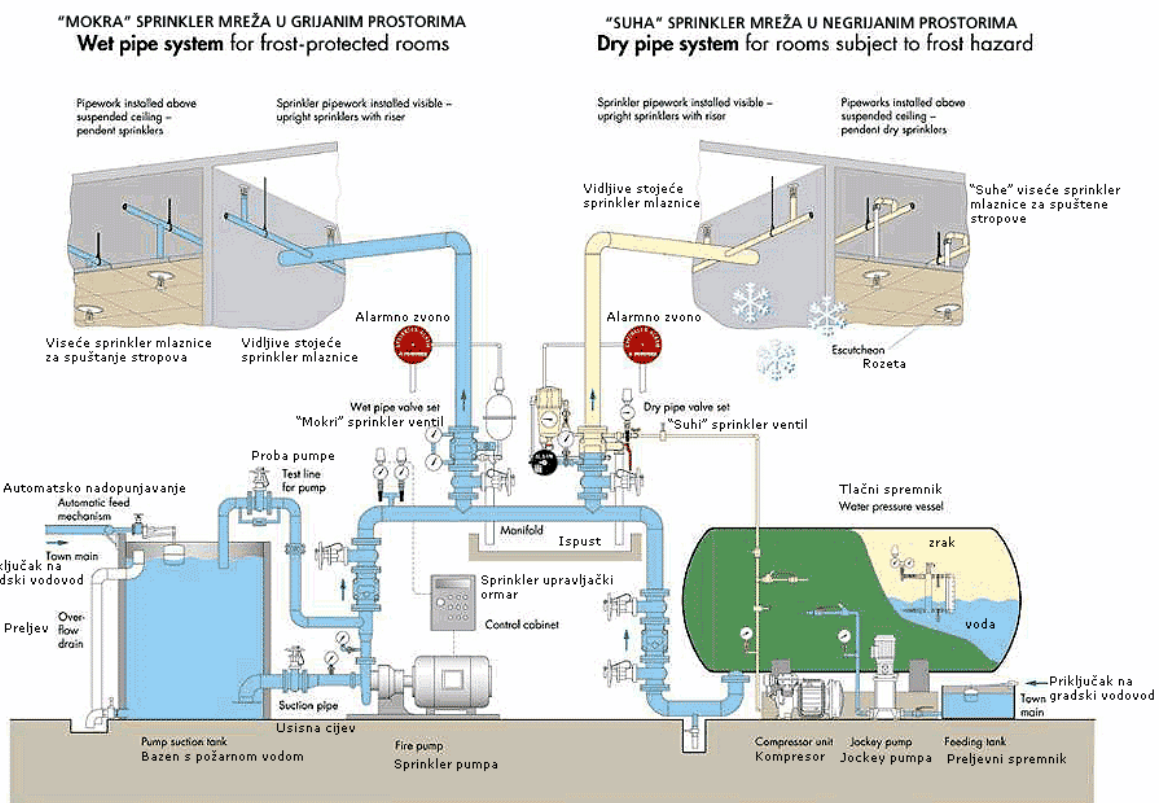 “MOKRA” SPRINKLER MREŽA U GRIJANIM PROSTORIMA
Wet pipe system for frost-protected rooms
“SUHA” SPRINKLER MREŽA U NEGRIJANIM PROSTORIMA
Dry pipe system for rooms subject to frost hazard
Pipework installed above
suspended ceiling –
pendent sprinklers
Sprinkler pipework installed visible –
upright sprinklers with riser
Sprinkler pipework installed visible –
upright sprinklers with riser
Pipeworks installed above
suspended ceiling –
pendent dry sprinklers
Vidljive stojeće
sprinkler mlaznice
“Suhe” viseće sprinkler
mlaznice za spuštene
stropove
Viseće sprinkler mlaznice
za spuštanje stropova
Vidljive stojeće
sprinkler mlaznice
Alarmno zvono
Alarmno zvono
Escutcheon
Rozeta
Wet pipe valve set
“Mokri” sprinkler ventil
Dry pipe valve set
“Suhi” sprinkler ventil
Proba pumpe
Test line
for pump
Automatsko nadopunjavanje
Automatic feed
mechanism
Town main
ključak na
radski vodovod
Preljev
Over-
flow
drain
Manifold
Ispust
Tlačni spremnik
Water pressure vessel
zrak
voda
Sprinkler upravljački
ormar
Control cabinet
Priključak na
gradski vodovod
Town
main
Suction pipe
Usisna cijev
Pump suction tank
Bazen s požarnom vodom
Fire pump
Sprinkler pumpa
Compressor unit
Kompresor
Jockey pump
Jockey pumpa
Feeding tank
Preljevni spremnik